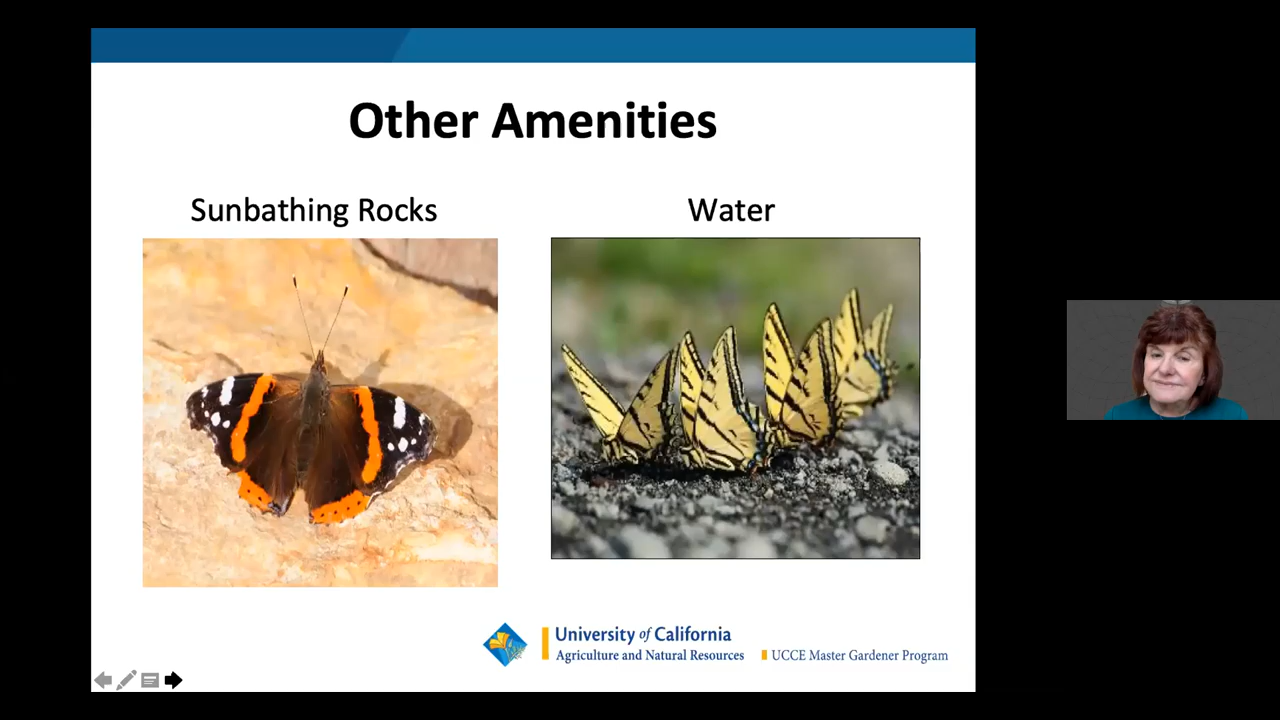 Other Amenities
Sunbathing Rocks
Water
University of California
Agriculture and Natural Resources
UCCE Master Gardener Program